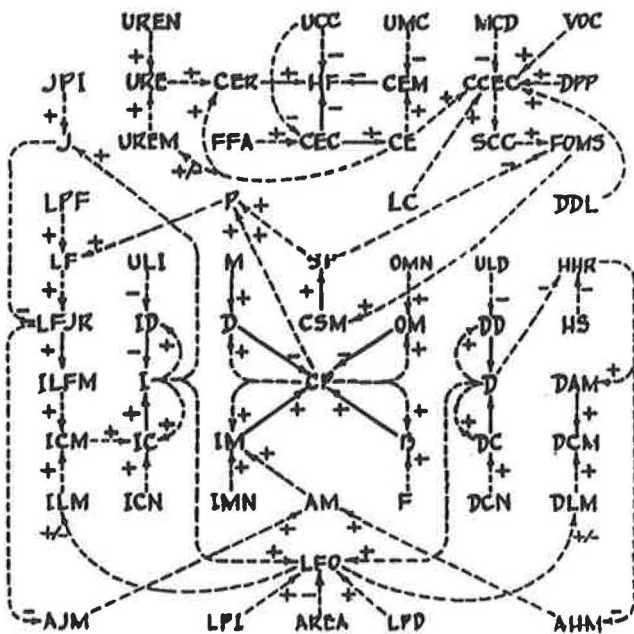 UREN UCC UMC MCD VOC
JPI URE CER HF CEM CCEC DPP
J UREM FFA CEC CE SCC FOMS
+/-
LPF P LC DDL
LF ULI M OMN ULD HHR
LFJR ID D CSM OM DD HS
ILFM I CP D DAM
ICM IC IM DC DCM
ILM ICN IMN AM F DCN DLM
+/- +/-
LFO
AJM LPI AREA LPD AHM